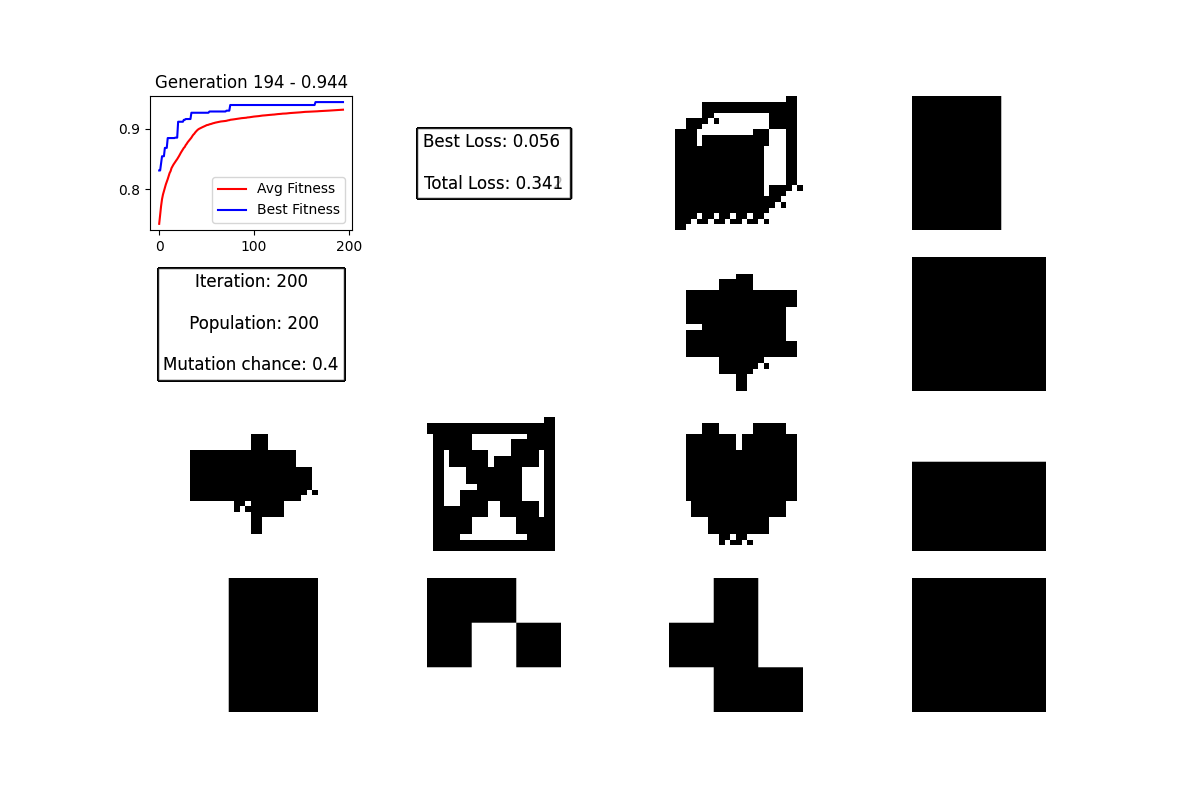 Generation 194 - 0.944
0.9
0.8
Avg Fitness
Best Fitness
0 100 200
Best Loss: 0.056
Total Loss: 0.341
Iteration: 200
Population: 200
Mutation chance: 0.4